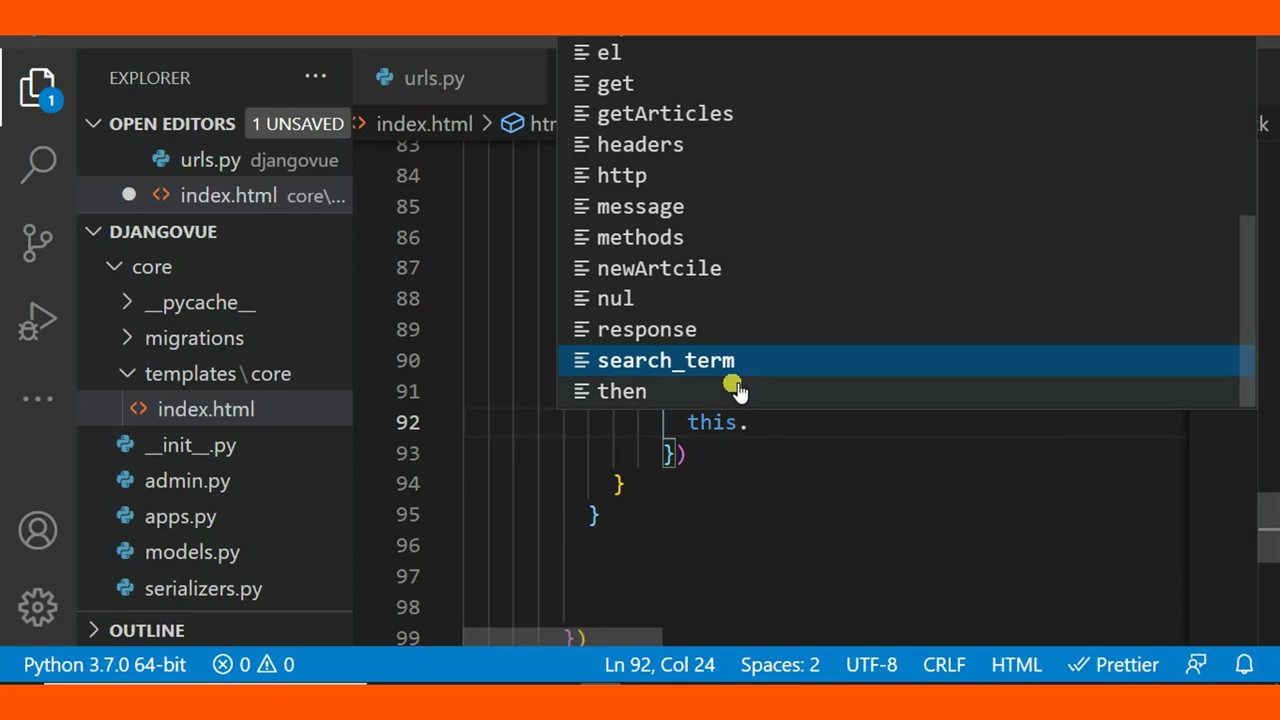 EXPLORER ...
OPEN EDITORS 1 UNSAVED
urls.py djangovue
index.html core\...
DJANGOVUE
core
__pycache__
migrations
templates\core
index.html
__init__.py
admin.py
apps.py
models.py
serializers.py
OUTLINE
urls.py
index.html >
el
get
getArticles
headers
http
message
methods
newArtcile
nul
response
search_term
then
83
84
85
86
87
88
89
90
91
92 this.
93 })
94 }
95 }
96
97
98
99 })
1
Python 3.7.0 64-bit 0 0 Ln 92, Col 24 Spaces: 2 UTF-8 CRLF HTML Prettier